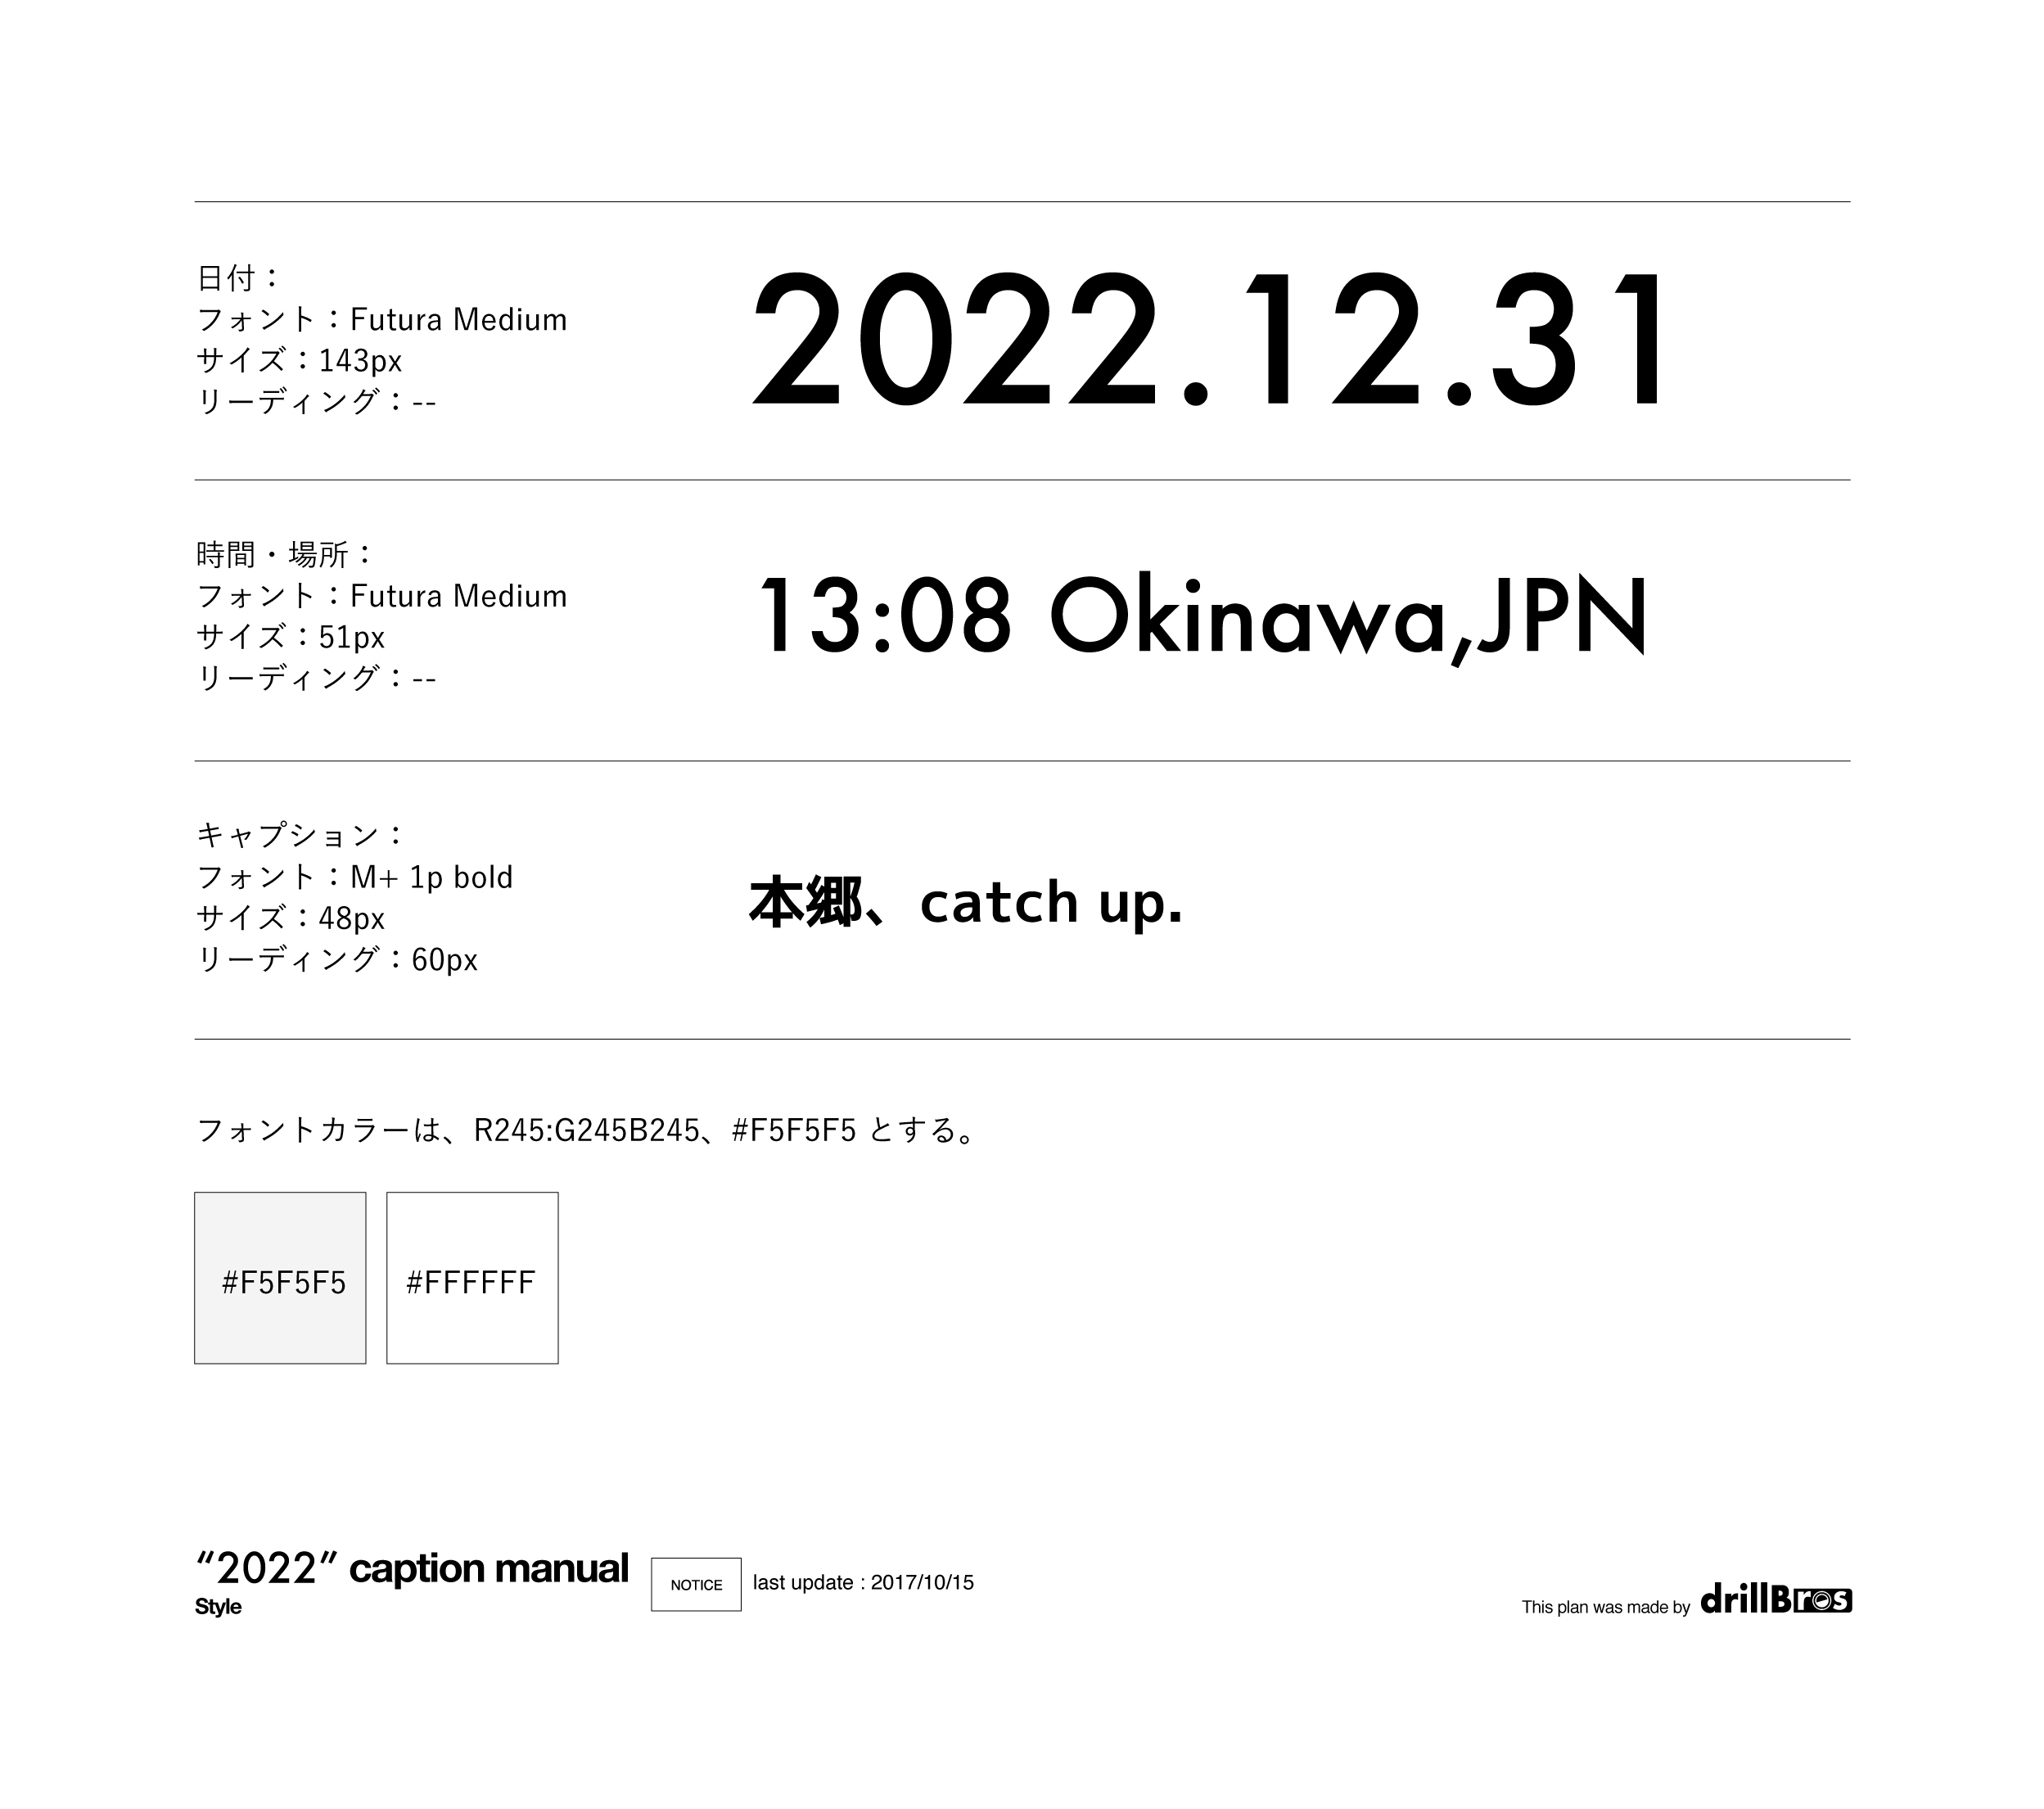 日付：
フォント：Futura Medium
サイズ：143px
リーディング：--
2022.12.31
時間・場所：
フォント：Futura Medium
サイズ：51px
リーディング：--
13:08 Okinawa,JPN
キャプション：
フォント：M+ 1p bold
サイズ：48px
リーディング：60px
本郷、catch up.
フォントカラーは、R245:G245B245、#F5F5F5 とする。
#F5F5F5
#FFFFFF
"2022" caption manual
Style
NOTICE
last update : 2017/10/15
This plan was made by drillBros